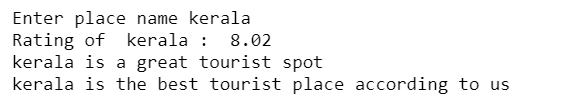 Enter place name kerala
Rating of  kerala :  8.02
kerala is a great tourist spot
kerala is the best tourist place according to us